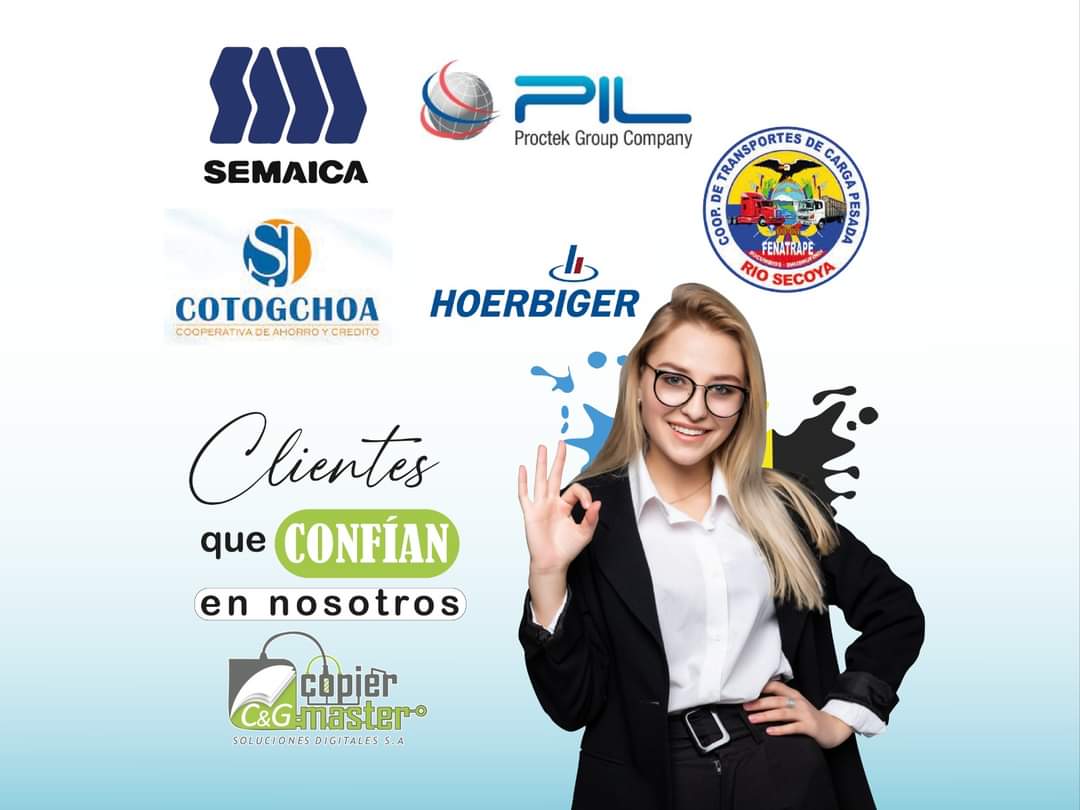 SEMAICA
PIL
Proctek Group Company
COOP. DE TRANSPORTES DE CARGA PESADA
FENATRAPE
RIO SECOYA
COTOGCHOA
COOPERATIVA DE AHORRO Y CREDITO
HOERBIGER
Clientes
que CONFÍAN
en nosotros
copier
C&G master
SOLUCIONES DIGITALES S.A